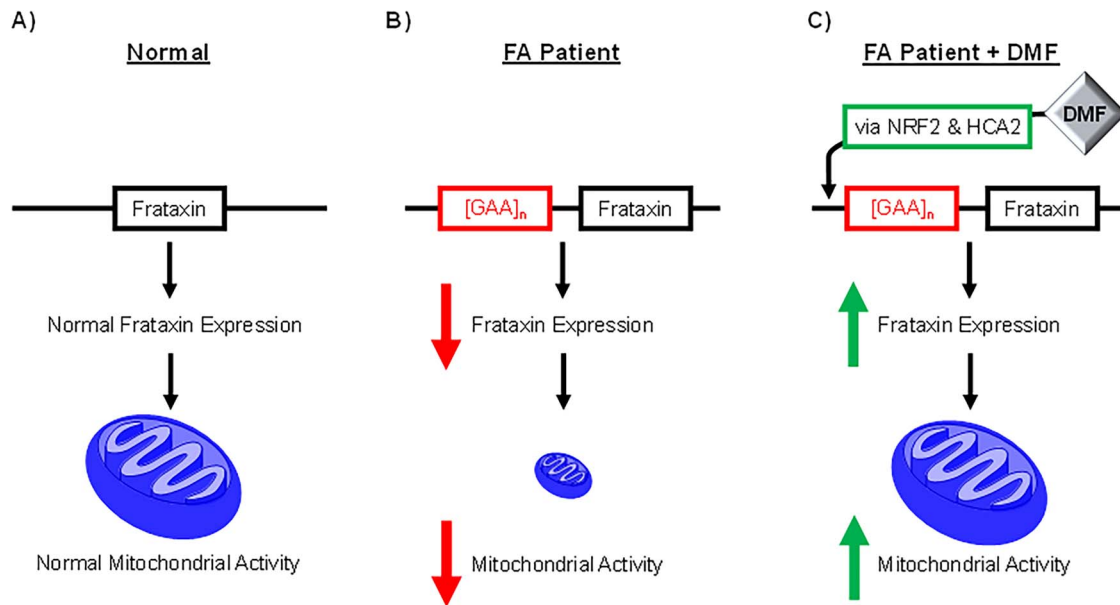 A)
Normal
Frataxin
Normal Frataxin Expression
Normal Mitochondrial Activity
B)
FA Patient
[GAA]n
Frataxin
Frataxin Expression
Mitochondrial Activity
C)
FA Patient + DMF
DMF
via NRF2 & HCA2
[GAA]n
Frataxin
Frataxin Expression
Mitochondrial Activity